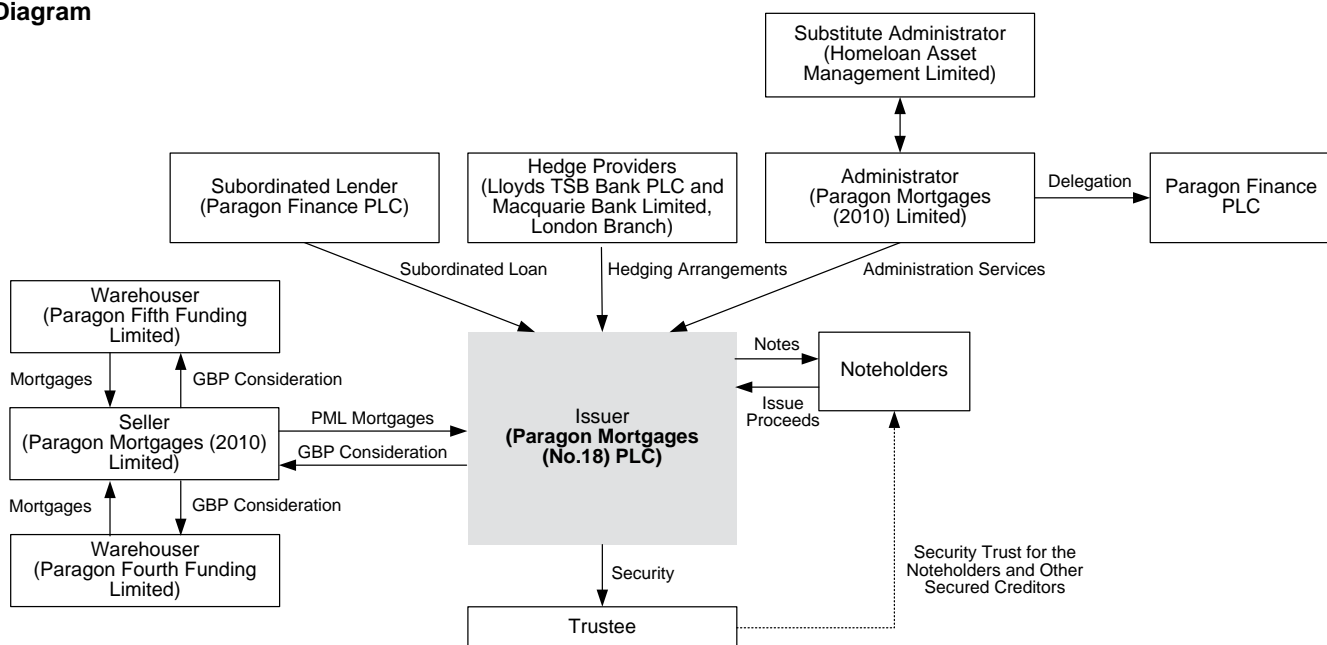 Diagram
Substitute Administrator
(Homeloan Asset
Management Limited)
Subordinated Lender
(Paragon Finance PLC)
Hedge Providers
(Lloyds TSB Bank PLC and
Macquarie Bank Limited,
London Branch)
Administrator
(Paragon Mortgages
(2010) Limited)
Delegation
Paragon Finance
PLC
Subordinated Loan
Hedging Arrangements
Administration Services
Warehouser
(Paragon Fifth Funding
Limited)
Mortgages
GBP Consideration
Seller
(Paragon Mortgages (2010)
Limited)
PML Mortgages
GBP Consideration
Issuer
(Paragon Mortgages
(No.18) PLC)
Notes
Issue
Proceeds
Noteholders
Mortgages
GBP Consideration
Warehouser
(Paragon Fourth Funding
Limited)
Security
Security Trust for the
Noteholders and Other
Secured Creditors
Trustee